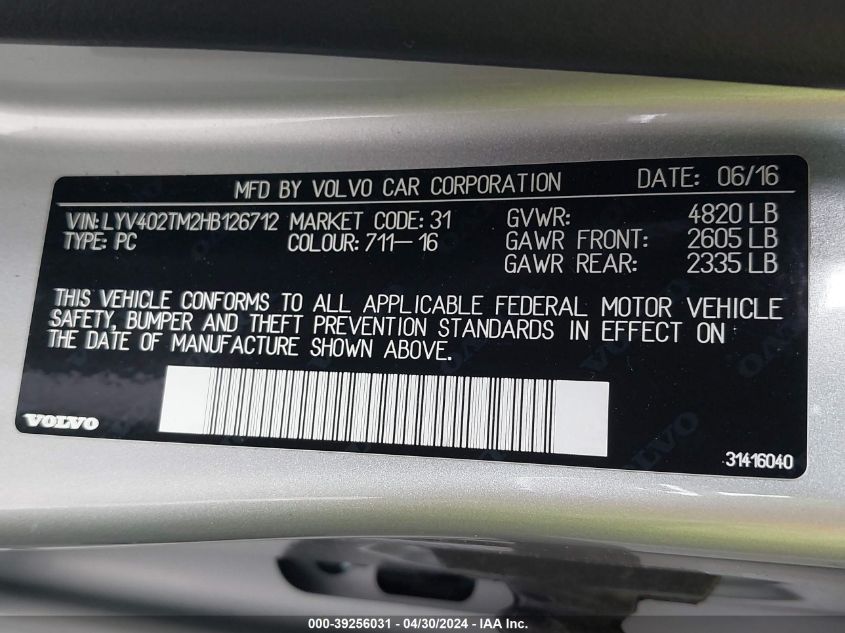 MFD BY VOLVO CAR CORPORATION DATE: 06/16
VIN: LYV402TM2HB126712 MARKET CODE: 31 GVWR: 4820 LB
TYPE: PC COLOUR: 711-16 GAWR FRONT: 2605 LB
GAWR REAR: 2335 LB
THIS VEHICLE CONFORMS TO ALL APPLICABLE FEDERAL MOTOR VEHICLE
SAFETY, BUMPER AND THEFT PREVENTION STANDARDS IN EFFECT ON
THE DATE OF MANUFACTURE SHOWN ABOVE.
VOLVO
31416040
000-39256031 - 04/30/2024 - IAA Inc.